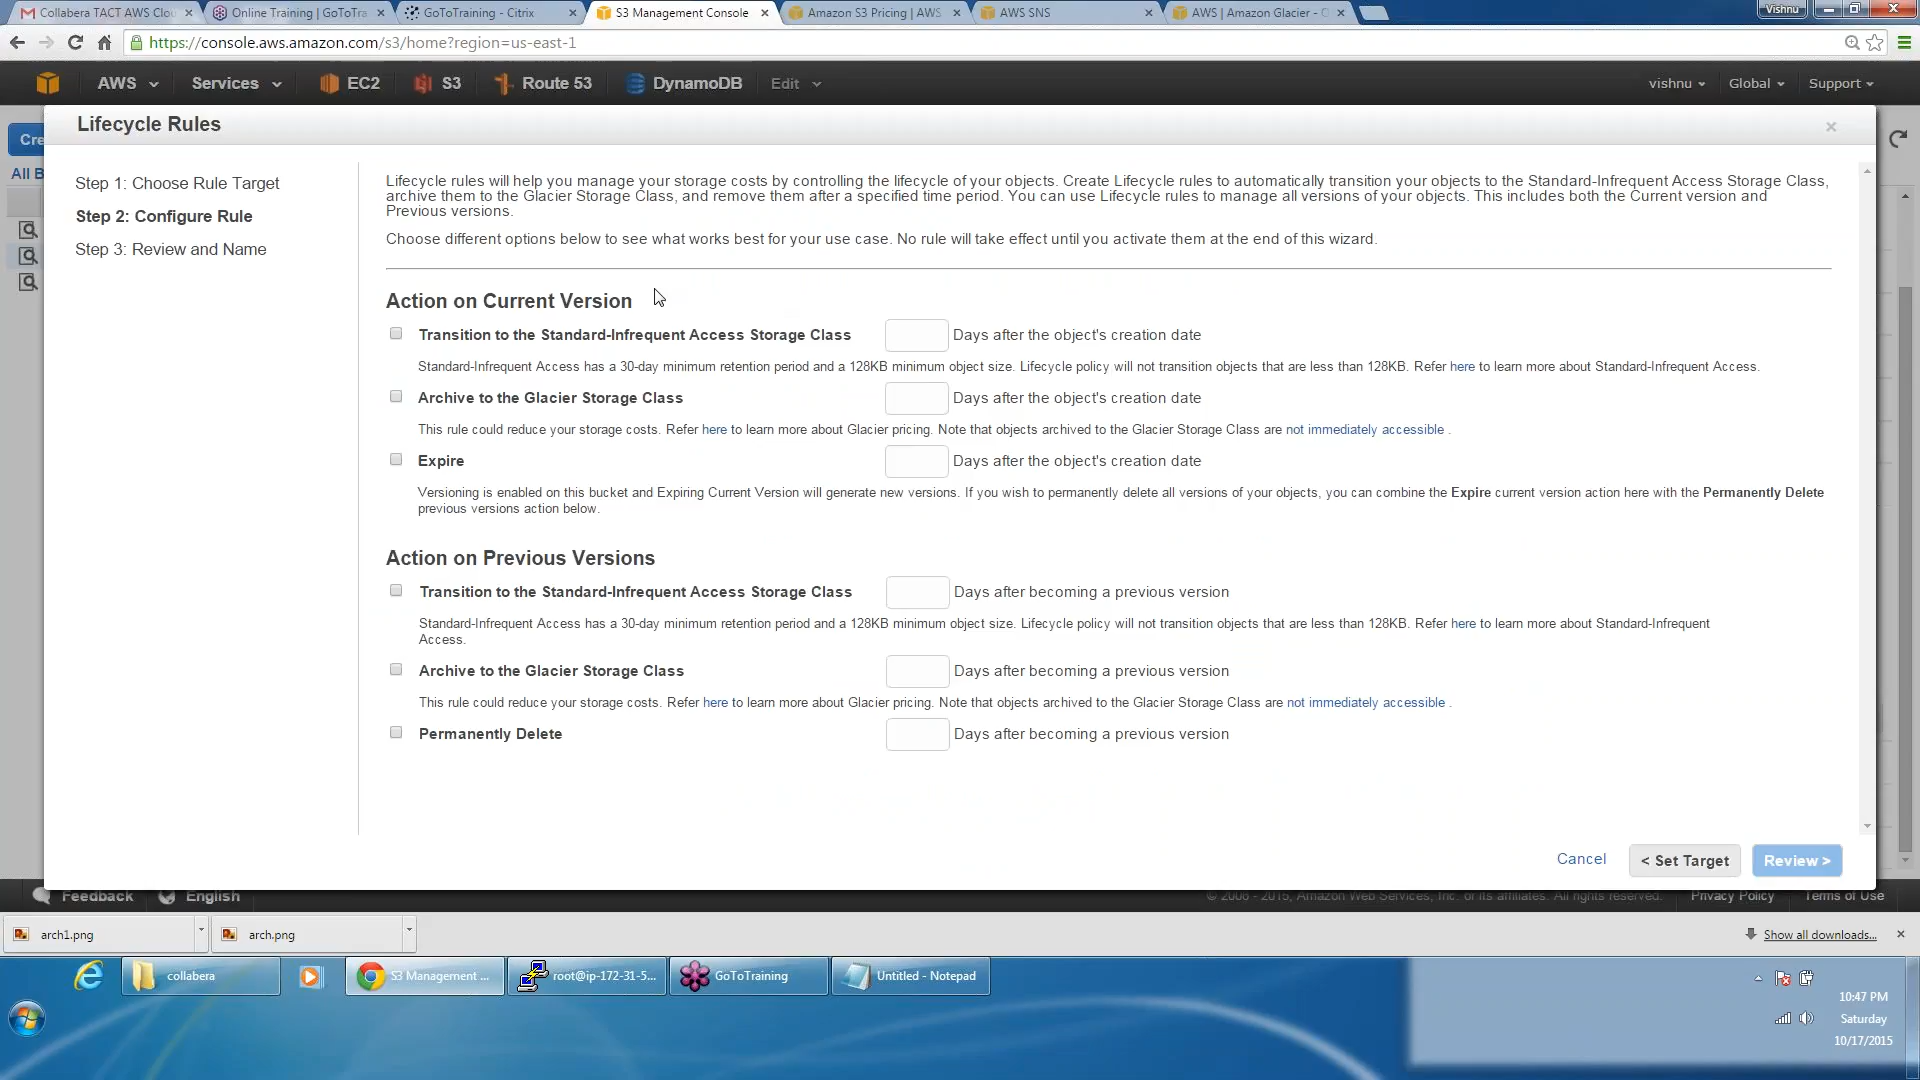 Collabera TACT AWS Clou
Online Training | GoToTra
GoToTraining - Citrix
S3 Management Console
Amazon S3 Pricing | AWS
AWS SNS
AWS | Amazon Glacier - O
Vishnu
https://console.aws.amazon.com/s3/home?region=us-east-1
AWS
Services
EC2
S3
Route 53
DynamoDB
Edit
vishnu
Global
Support
Cre
All B
Lifecycle Rules
Step 1: Choose Rule Target
Step 2: Configure Rule
Step 3: Review and Name
Lifecycle rules will help you manage your storage costs by controlling the lifecycle of your objects. Create Lifecycle rules to automatically transition your objects to the Standard-Infrequent Access Storage Class,
archive them to the Glacier Storage Class, and remove them after a specified time period. You can use Lifecycle rules to manage all versions of your objects. This includes both the Current version and
Previous versions.
Choose different options below to see what works best for your use case. No rule will take effect until you activate them at the end of this wizard.
Action on Current Version
Transition to the Standard-Infrequent Access Storage Class
Days after the object's creation date
Standard-Infrequent Access has a 30-day minimum retention period and a 128KB minimum object size. Lifecycle policy will not transition objects that are less than 128KB. Refer here to learn more about Standard-Infrequent Access.
Archive to the Glacier Storage Class
Days after the object's creation date
This rule could reduce your storage costs. Refer here to learn more about Glacier pricing. Note that objects archived to the Glacier Storage Class are not immediately accessible .
Expire
Days after the object's creation date
Versioning is enabled on this bucket and Expiring Current Version will generate new versions. If you wish to permanently delete all versions of your objects, you can combine the Expire current version action here with the Permanently Delete
previous versions action below.
Action on Previous Versions
Transition to the Standard-Infrequent Access Storage Class
Days after becoming a previous version
Standard-Infrequent Access has a 30-day minimum retention period and a 128KB minimum object size. Lifecycle policy will not transition objects that are less than 128KB. Refer here to learn more about Standard-Infrequent
Access.
Archive to the Glacier Storage Class
Days after becoming a previous version
This rule could reduce your storage costs. Refer here to learn more about Glacier pricing. Note that objects archived to the Glacier Storage Class are not immediately accessible .
Permanently Delete
Days after becoming a previous version
Cancel
< Set Target
Review >
Feedback
English
© 2006 - 2015, Amazon Web Services, Inc. or its affiliates. All rights reserved.
Privacy Policy
Terms of Use
arch1.png
arch.png
Show all downloads...
collabera
S3 Management ...
root@ip-172-31-5...
GoToTraining
Untitled - Notepad
10:47 PM
Saturday
10/17/2015